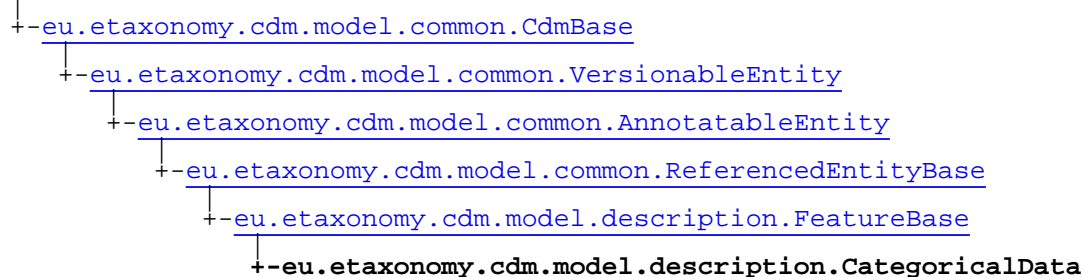 +-eu.etaxonomy.cdm.model.common.CdmBase
+-eu.etaxonomy.cdm.model.common.VersionableEntity
+-eu.etaxonomy.cdm.model.common.AnnotatableEntity
+-eu.etaxonomy.cdm.model.common.ReferencedEntityBase
+-eu.etaxonomy.cdm.model.description.FeatureBase
+-eu.etaxonomy.cdm.model.description.CategoricalData